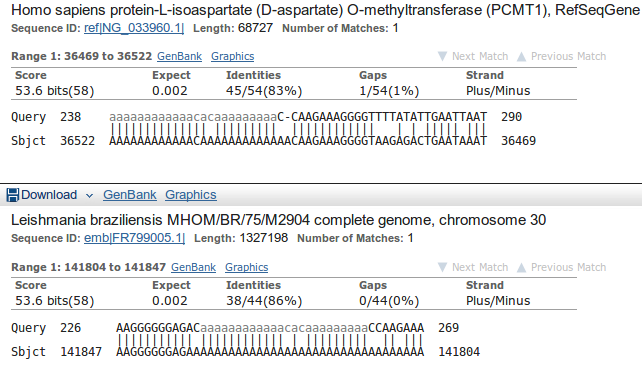 Homo sapiens protein-L-isoaspartate (D-aspartate) O-methyltransferase (PCMT1), RefSeqGene
Sequence ID: ref|NG_033960.1| Length: 68727 Number of Matches: 1
Range 1: 36469 to 36522 GenBank Graphics Next Match Previous Match
Score Expect Identities Gaps Strand
53.6 bits(58) 0.002 45/54(83%) 1/54(1%) Plus/Minus
Query 238 aaaaaaaaaaaacacaaaaaaaaaC-CAAGAAAGGGGTTTTATATTGAATTAAT 290
Sbjct 36522 AAAAAAAAAAAACAAAAAAAAAAAAACAAGAAAGGGGTAAGAGACTGAATAAAT 36469
Download GenBank Graphics
Leishmania braziliensis MHOM/BR/75/M2904 complete genome, chromosome 30
Sequence ID: emb|FR799005.1| Length: 1327198 Number of Matches: 1
Range 1: 141804 to 141847 GenBank Graphics Next Match Previous Match
Score Expect Identities Gaps Strand
53.6 bits(58) 0.002 38/44(86%) 0/44(0%) Plus/Minus
Query 226 AAGGGGGGAGACaaaaaaaaaaaacacaaaaaaaaaCCAAGAAA 269
Sbjct 141847 AAGGGGGGAGAAAAAAAAAAAAAAAAAAAAAAAAAAAAAAAAAA 141804